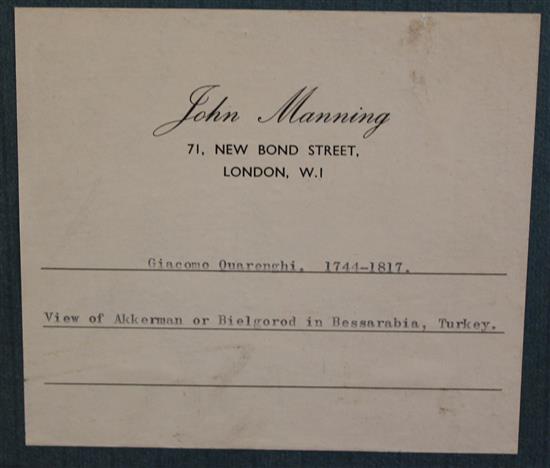 John Manning
71, NEW BOND STREET,
LONDON, W.1
Giacomo Quarenghi. 1744-1817.
View of Akkerman or Bielgorod in Bessarabia, Turkey.